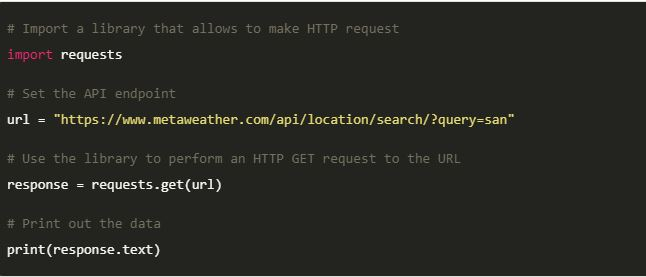 # Import a library that allows to make HTTP request
import requests
# Set the API endpoint
url = "https://www.metaweather.com/api/location/search/?query=san"
# Use the library to perform an HTTP GET request to the URL
response = requests.get(url)
# Print out the data
print(response.text)